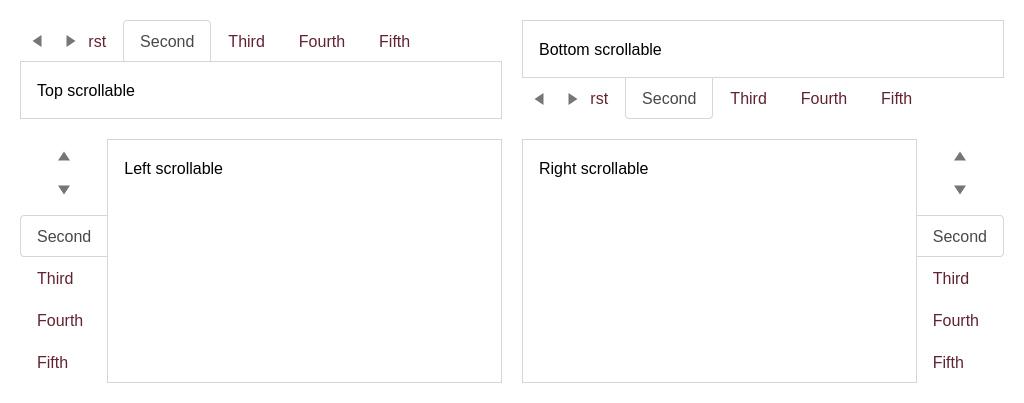 rst Second Third Fourth Fifth
Top scrollable
Bottom scrollable
rst Second Third Fourth Fifth
Left scrollable
Second
Third
Fourth
Fifth
Right scrollable
Second
Third
Fourth
Fifth